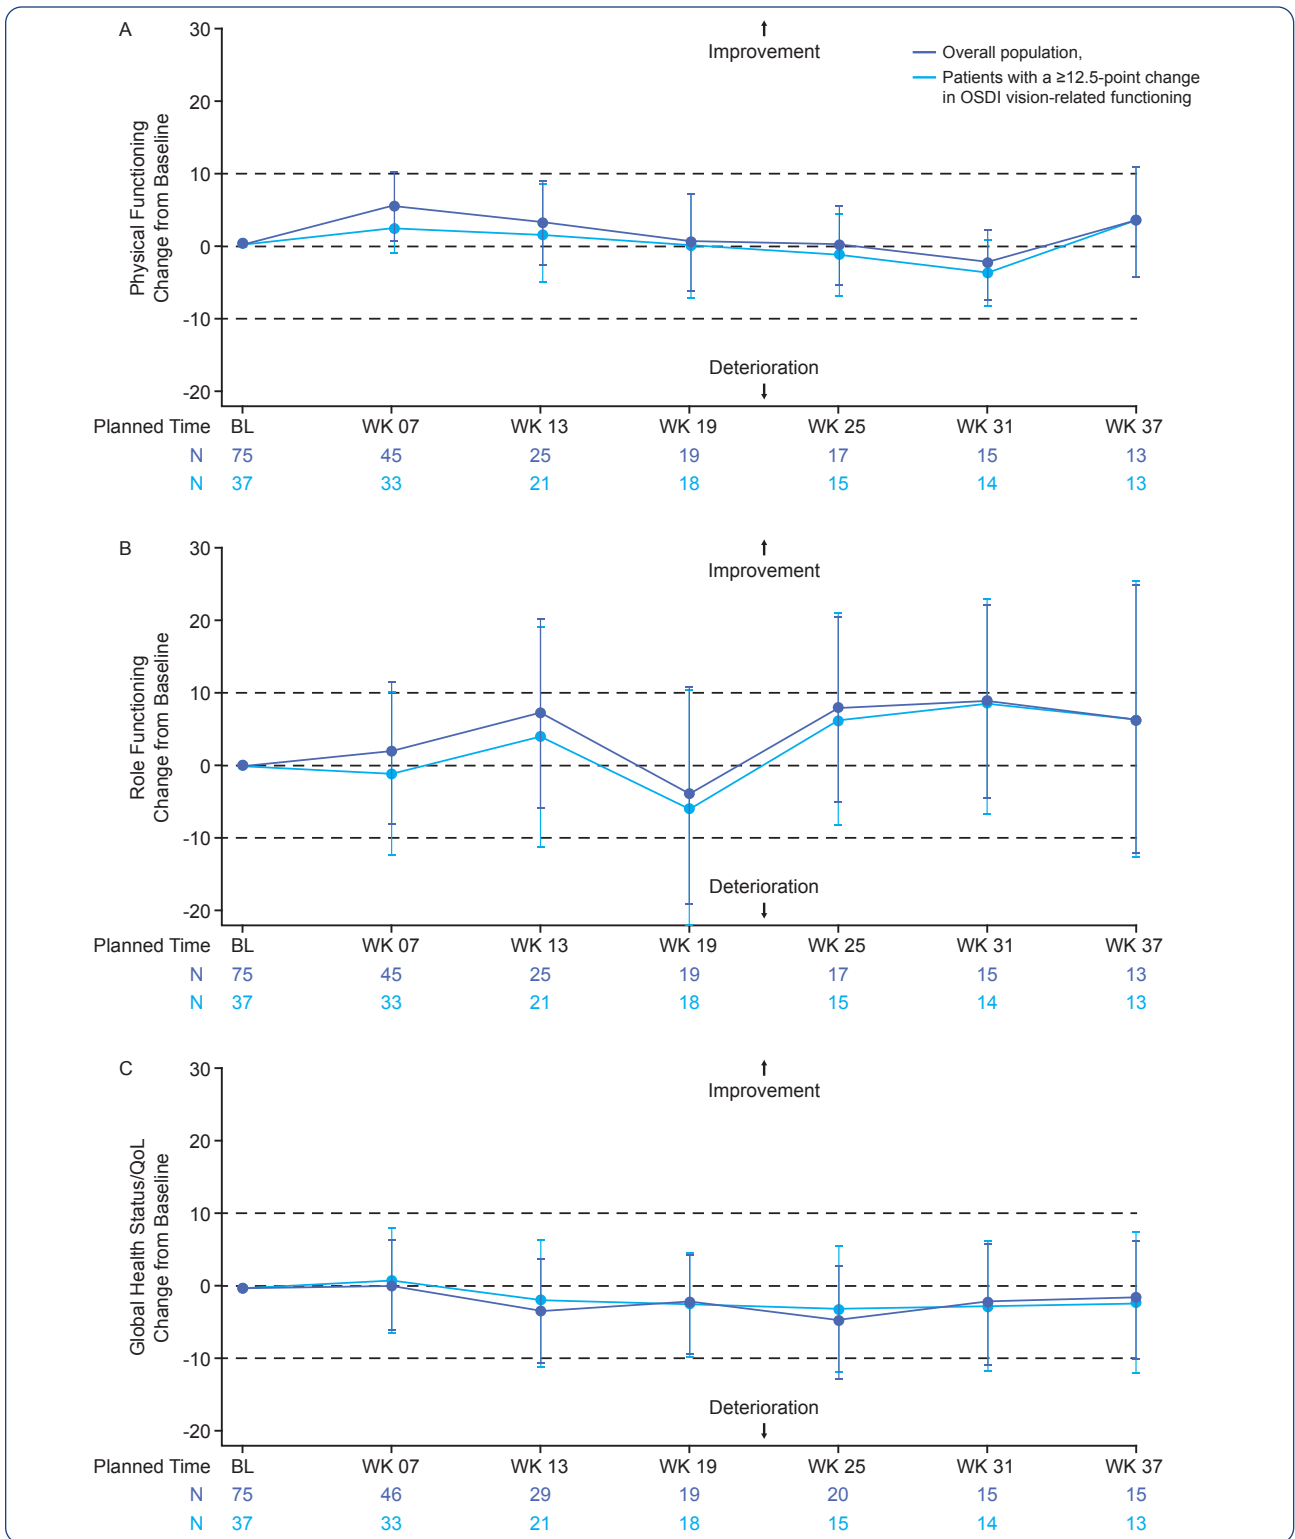 A
30
Improvement
Overall population,
Patients with a ≥12.5-point change
in OSDI vision-related functioning
20
10
0
-10
-20
Physical Functioning
Change from Baseline
Deterioration
Planned Time BL WK 07 WK 13 WK 19 WK 25 WK 31 WK 37
N 75 45 25 19 17 15 13
N 37 33 21 18 15 14 13
B
30
Improvement
20
10
0
-10
-20
Role Functioning
Change from Baseline
Deterioration
Planned Time BL WK 07 WK 13 WK 19 WK 25 WK 31 WK 37
N 75 45 25 19 17 15 13
N 37 33 21 18 15 14 13
C
30
Improvement
20
10
0
-10
-20
Global Health Status/QoL
Change from Baseline
Deterioration
Planned Time BL WK 07 WK 13 WK 19 WK 25 WK 31 WK 37
N 75 46 29 19 20 15 15
N 37 33 21 18 15 14 13